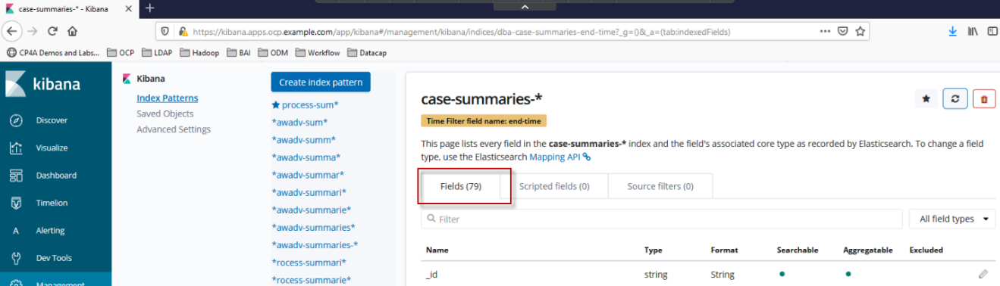 case-summaries-* - Kibana
https://kibana.apps.ocp.example.com/app/kibana#/management/kibana/indices/dba-case-summaries-end-time?_g=()&_a=(tab:indexedFields)
CP4A Demos and Labs... OCP LDAP Hadoop BAI ODM Workflow Datacap
kibana
Discover
Visualize
Dashboard
Timelion
A Alerting
Dev Tools
Management
Kibana
Index Patterns
Saved Objects
Advanced Settings
Create index pattern
process-sum*
*awadv-sum*
*awadv-summ*
*awadv-summa*
*awadv-summar*
*awadv-summari*
*awadv-summarie*
*awadv-summaries*
*awadv-summaries-*
*rocess-summari*
*rocess-summarie*
case-summaries-*
Time Filter field name: end-time
This page lists every field in the case-summaries-* index and the field's associated core type as recorded by Elasticsearch. To change a field
type, use the Elasticsearch Mapping API
Fields (79) Scripted fields (0) Source filters (0)
Filter All field types
Name Type Format Searchable Aggregatable Excluded
_id string String